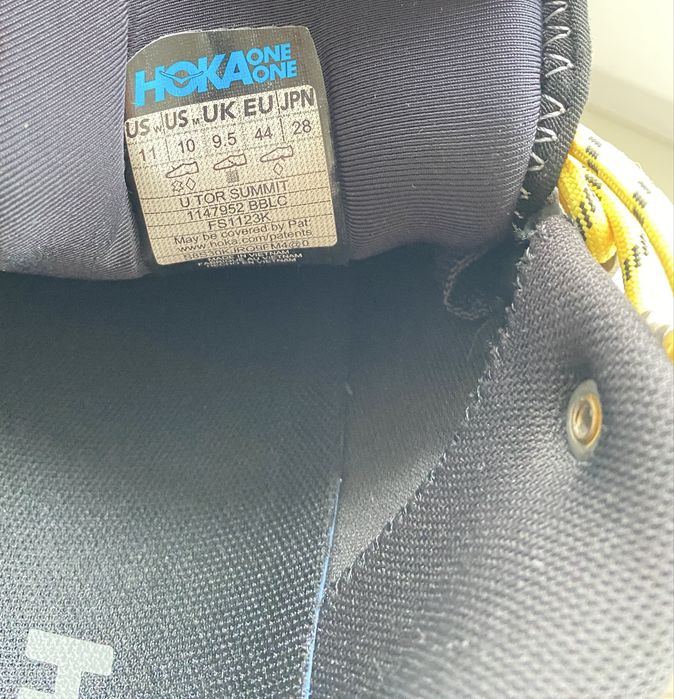 HOKA ONE ONE
US W US M UK EU JPN
11 10 9.5 44 28
U TOR SUMMIT
1147952 BBLC
FS1123K
May be covered by Pat:
www.hoka.com/patents
MADE IN VIETNAM
H